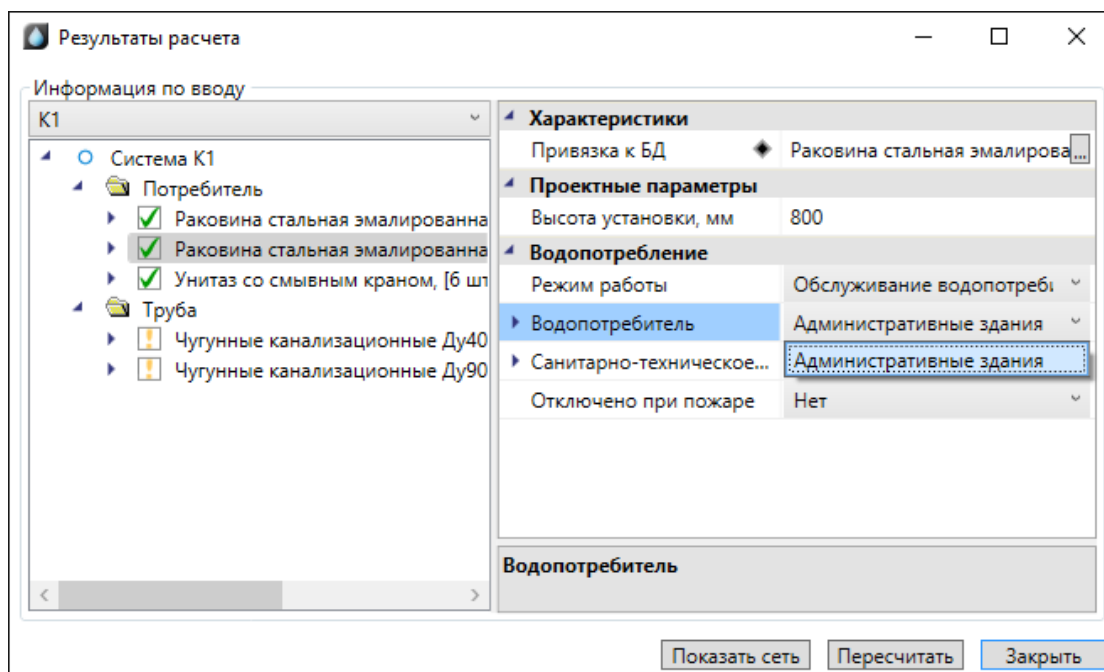 Результаты расчета
Информация по вводу
К1
Система К1
Потребитель
Раковина стальная эмалированна
Раковина стальная эмалированна
Унитаз со смывным краном, [6 шт
Труба
Чугунные канализационные Ду40
Чугунные канализационные Ду90
Характеристики
Привязка к БД Раковина стальная эмалирова...
Проектные параметры
Высота установки, мм 800
Водопотребление
Режим работы Обслуживание водопотреби
Водопотребитель Административные здания
Санитарно-техническое... Административные здания
Отключено при пожаре Нет
Водопотребитель
Показать сеть Пересчитать Закрыть